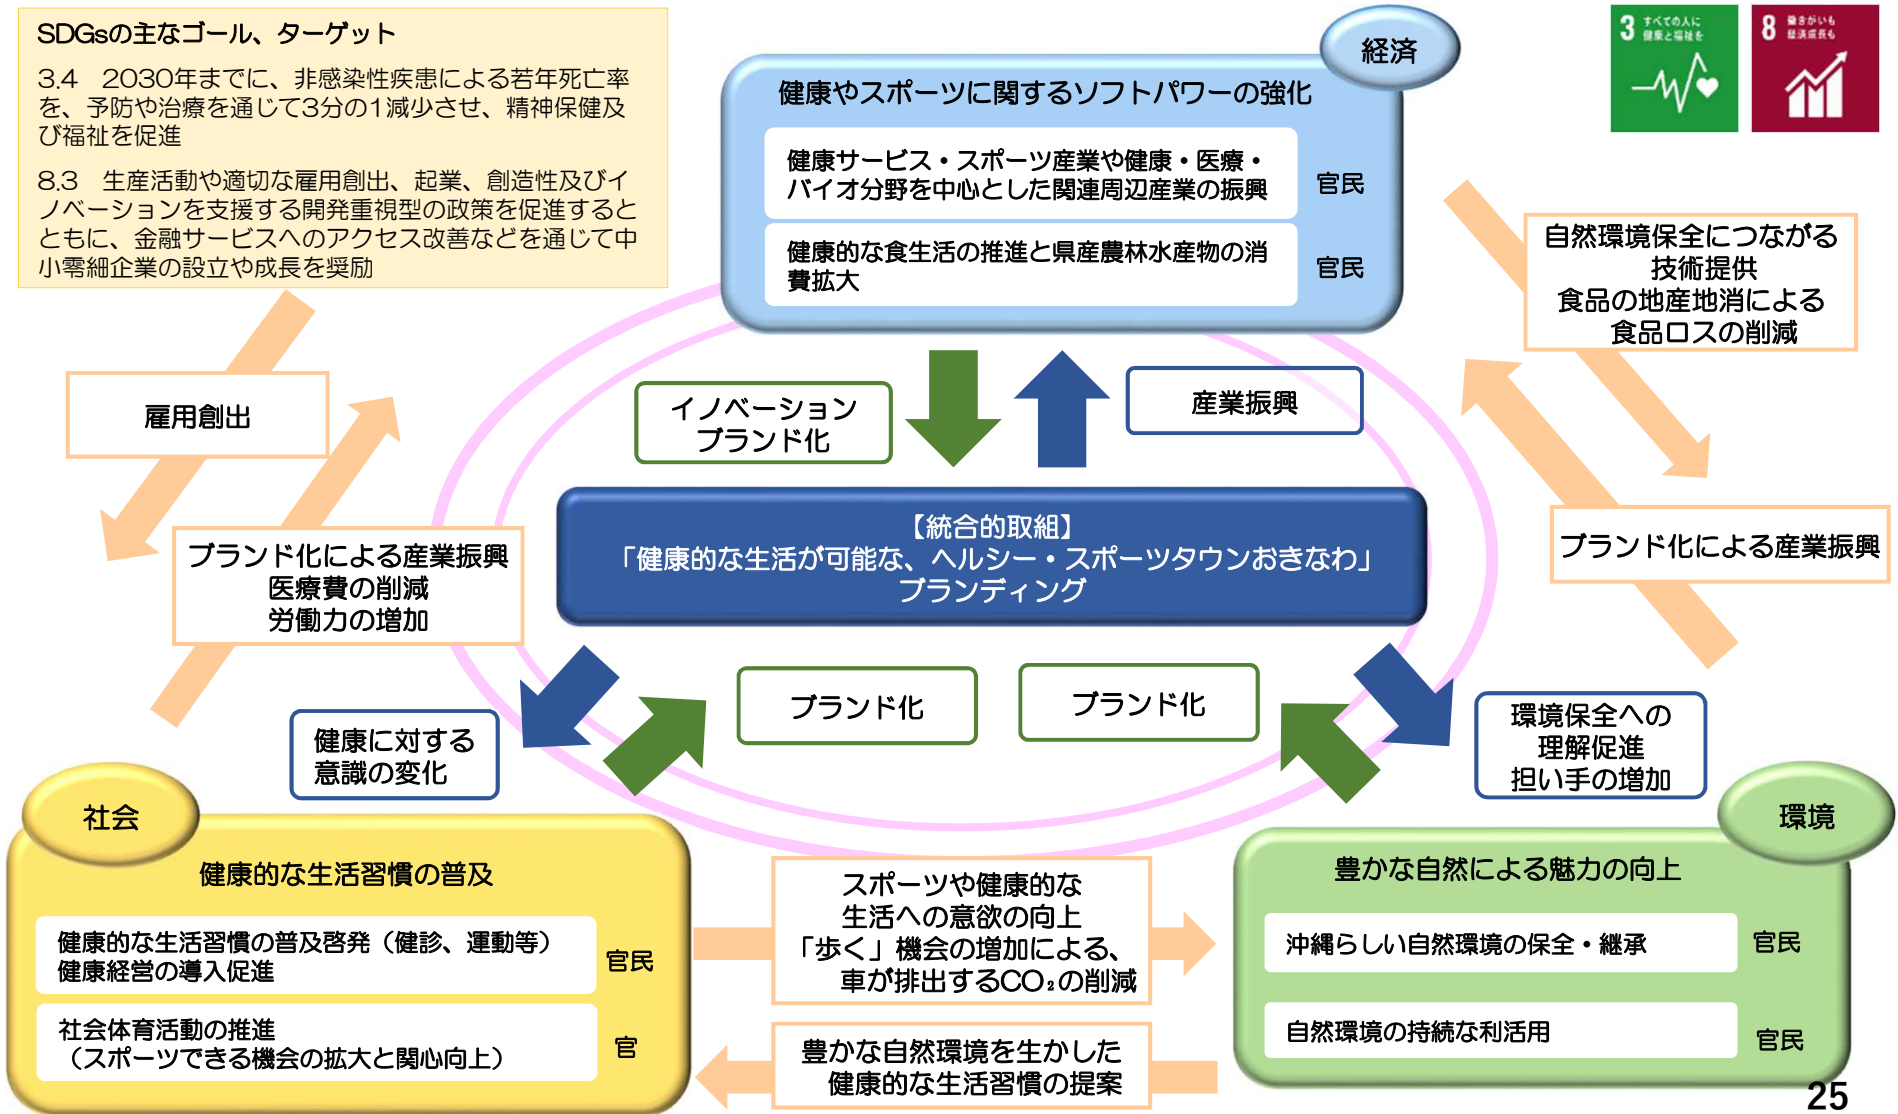 SDGsの主なゴール、ターゲット
3.4　2030年までに、非感染性疾患による若年死亡率
を、予防や治療を通じて3分の1減少させ、精神保健及
び福祉を促進
8.3　生産活動や適切な雇用創出、起業、創造性及びイ
ノベーションを支援する開発重視型の政策を促進すると
ともに、金融サービスへのアクセス改善などを通じて中
小零細企業の設立や成長を奨励
経済
健康やスポーツに関するソフトパワーの強化
健康サービス・スポーツ産業や健康・医療・
バイオ分野を中心とした関連周辺産業の振興
官民
健康的な食生活の推進と県産農林水産物の消
費拡大
官民
3 すべての人に
健康と福祉を
8 働きがいも
経済成長も
自然環境保全につながる
技術提供
食品の地産地消による
食品ロスの削減
雇用創出
イノベーション
ブランド化
産業振興
ブランド化による産業振興
医療費の削減
労働力の増加
【統合的取組】
「健康的な生活が可能な、ヘルシー・スポーツタウンおきなわ」
ブランディング
ブランド化による産業振興
健康に対する
意識の変化
ブランド化
ブランド化
環境保全への
理解促進
担い手の増加
社会
健康的な生活習慣の普及
健康的な生活習慣の普及啓発（健診、運動等）
健康経営の導入促進
官民
社会体育活動の推進
（スポーツできる機会の拡大と関心向上）
官
スポーツや健康的な
生活への意欲の向上
「歩く」機会の増加による、
車が排出するCO₂の削減
豊かな自然環境を生かした
健康的な生活習慣の提案
環境
豊かな自然による魅力の向上
沖縄らしい自然環境の保全・継承
官民
自然環境の持続な利活用
官民
25